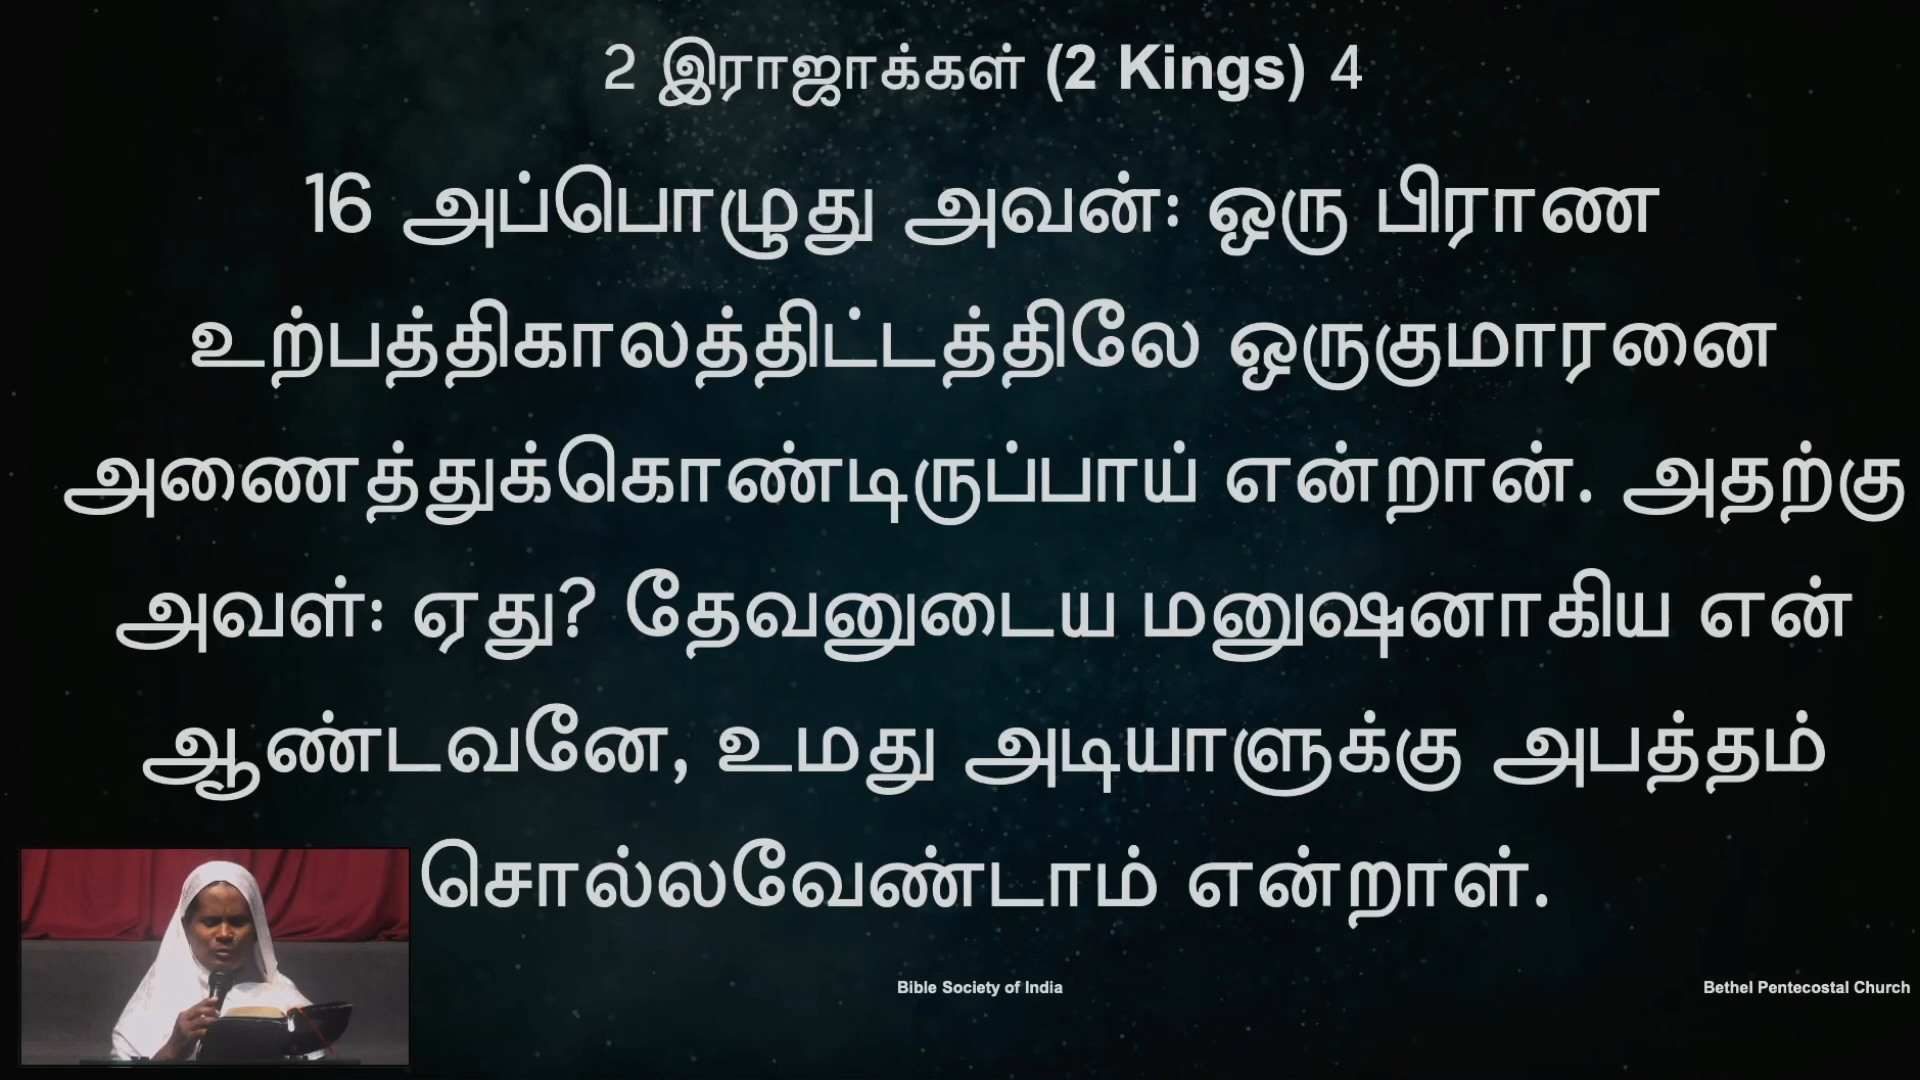 2 இராஜாக்கள் (2 Kings) 4
16 அப்பொழுது அவன்: ஒரு பிராண
உற்பத்திகாலத்திட்டத்திலே ஒருகுமாரனை
அணைத்துக்கொண்டிருப்பாய் என்றான். அதற்கு
அவள்: ஏது? தேவனுடைய மனுஷனாகிய என்
ஆண்டவனே, உமது அடியாளுக்கு அபத்தம்
சொல்லவேண்டாம் என்றாள்.
Bible Society of India
Bethel Pentecostal Church